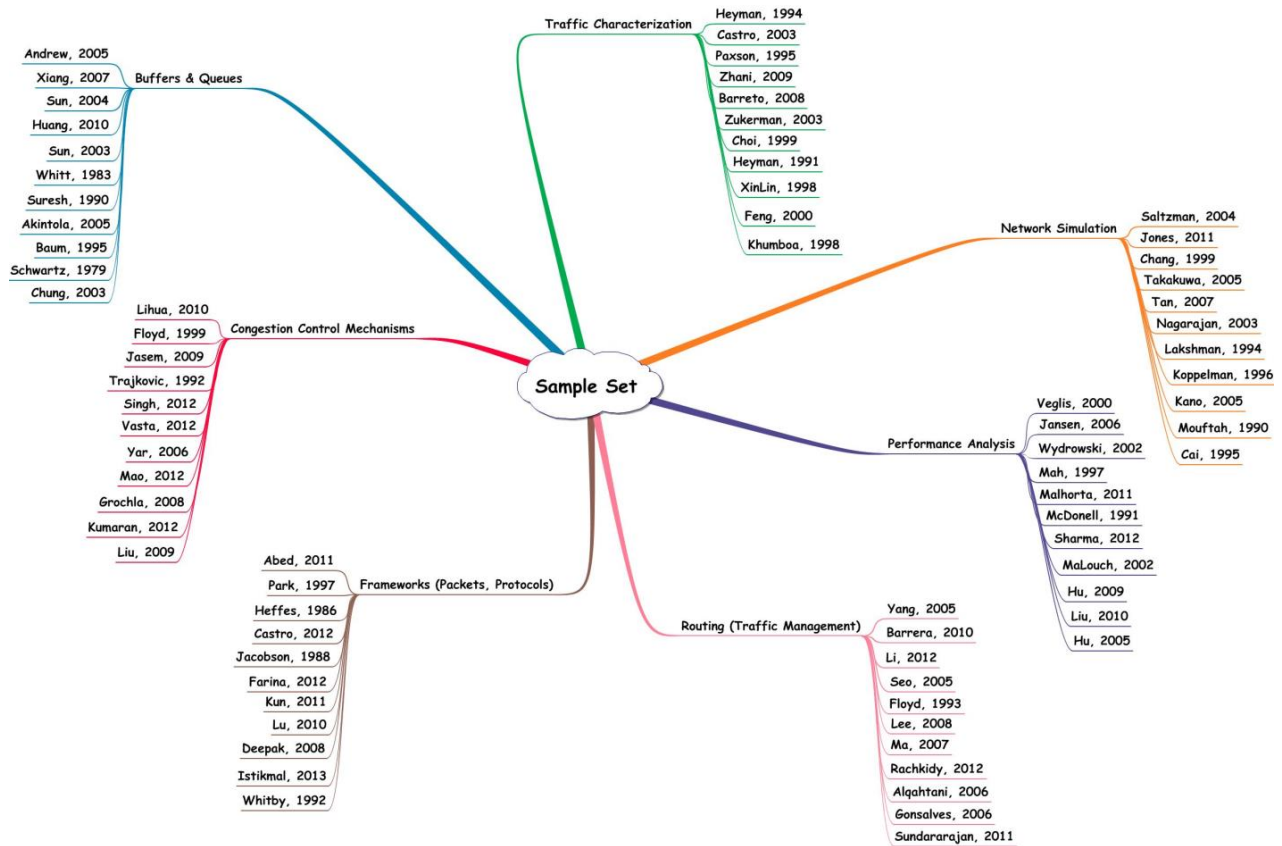 Traffic Characterization
Heyman, 1994
Castro, 2003
Paxson, 1995
Zhani, 2009
Barreto, 2008
Zukerman, 2003
Choi, 1999
Heyman, 1991
XinLin, 1998
Feng, 2000
Khumboa, 1998
Buffers & Queues
Andrew, 2005
Xiang, 2007
Sun, 2004
Huang, 2010
Sun, 2003
Whitt, 1983
Suresh, 1990
Akintola, 2005
Baum, 1995
Schwartz, 1979
Chung, 2003
Network Simulation
Saltzman, 2004
Jones, 2011
Chang, 1999
Takakuwa, 2005
Tan, 2007
Nagarajan, 2003
Lakshman, 1994
Koppelman, 1996
Kano, 2005
Mouftah, 1990
Cai, 1995
Congestion Control Mechanisms
Lihua, 2010
Floyd, 1999
Jasem, 2009
Trajkovic, 1992
Singh, 2012
Vasta, 2012
Yar, 2006
Mao, 2012
Grochla, 2008
Kumaran, 2012
Liu, 2009
Sample Set
Performance Analysis
Veglis, 2000
Jansen, 2006
Wydrowski, 2002
Mah, 1997
Malhorta, 2011
McDonell, 1991
Sharma, 2012
MaLouch, 2002
Hu, 2009
Liu, 2010
Hu, 2005
Frameworks (Packets, Protocols)
Abed, 2011
Park, 1997
Heffes, 1986
Castro, 2012
Jacobson, 1988
Farina, 2012
Kun, 2011
Lu, 2010
Deepak, 2008
Istikmal, 2013
Whitby, 1992
Routing (Traffic Management)
Yang, 2005
Barrera, 2010
Li, 2012
Seo, 2005
Floyd, 1993
Lee, 2008
Ma, 2007
Rachkidy, 2012
Alqahtani, 2006
Gonsalves, 2006
Sundararajan, 2011